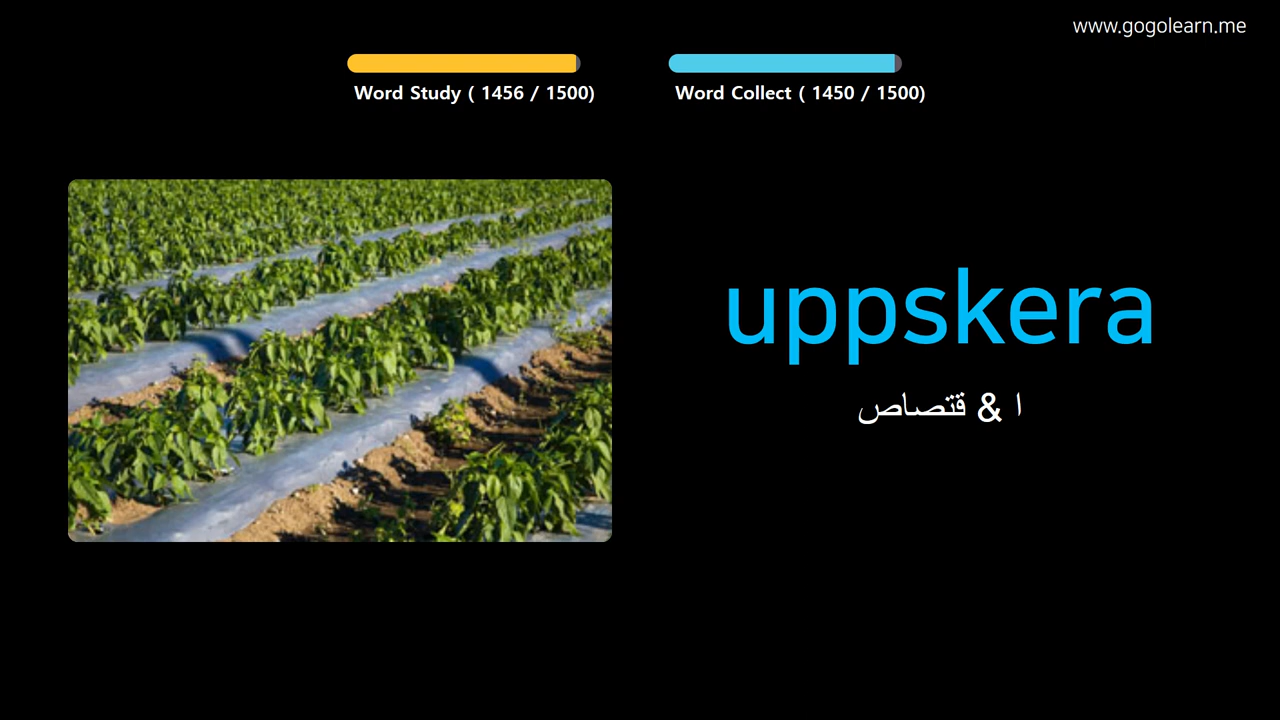 www.gogolearn.me
Word Study ( 1456 / 1500)
Word Collect ( 1450 / 1500)
uppskera
ا & قتصاص